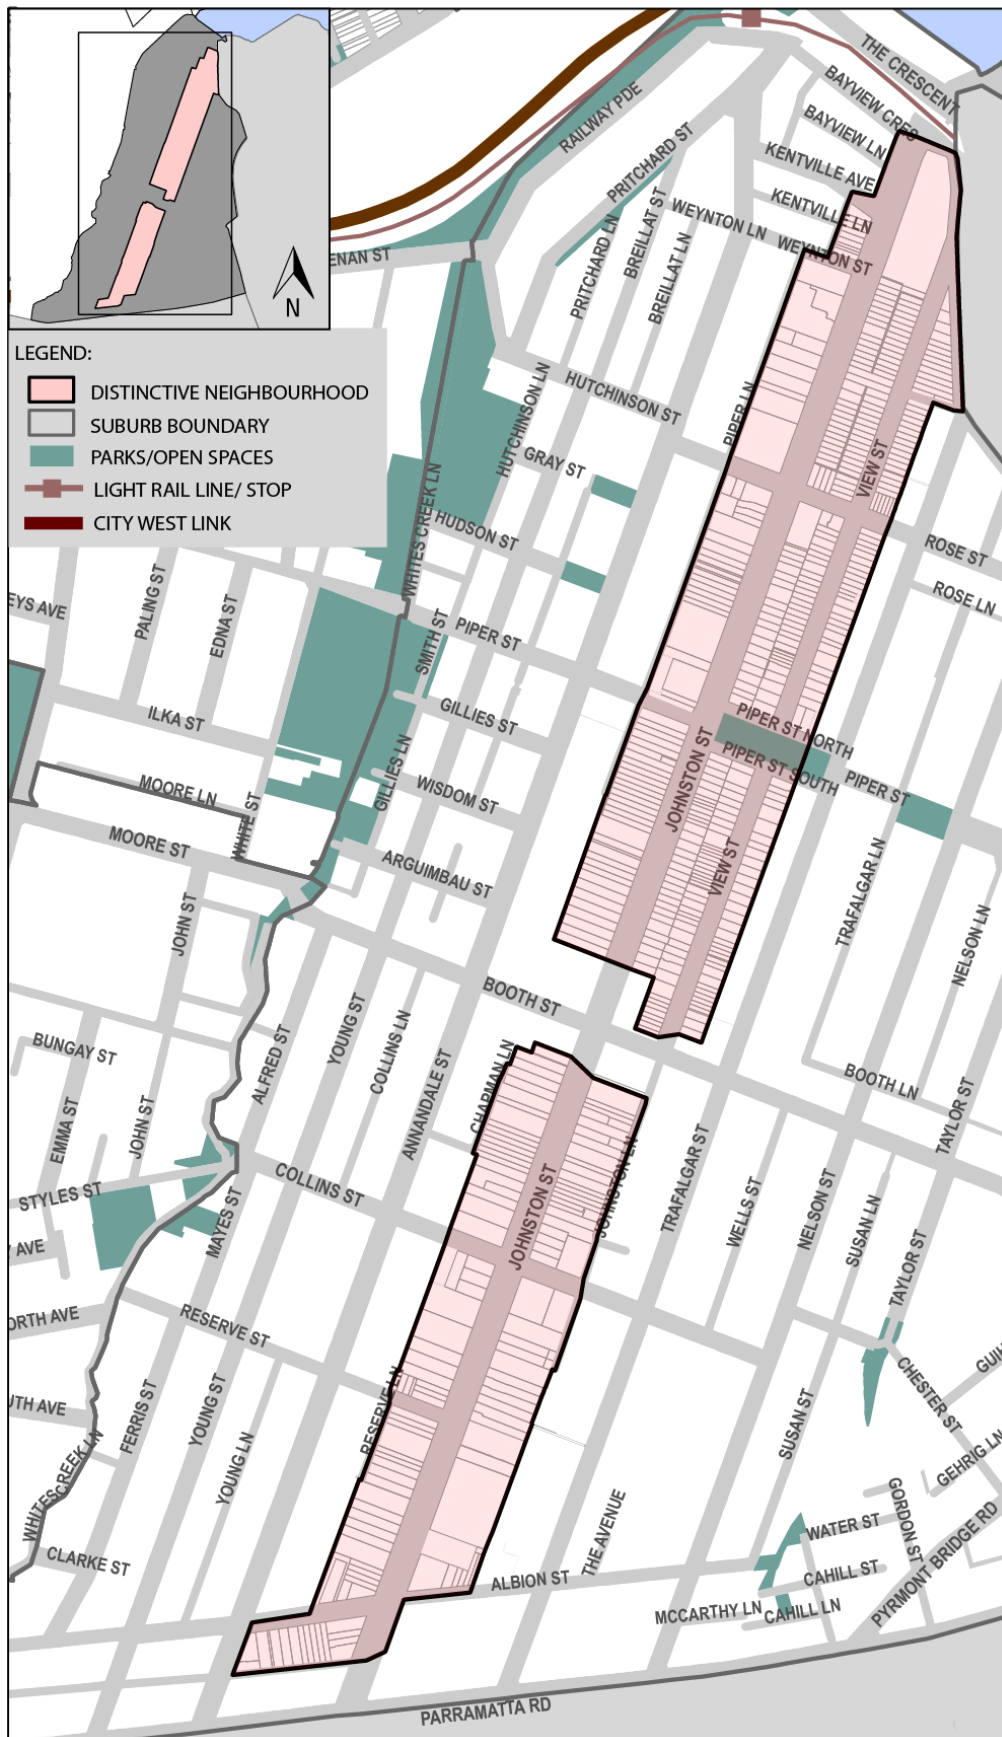 THE CRESCENT
BAYVIEW CRES
BAYVIEW LN
KENTVILLE AVE
KENTVILLE LN
WEYNTON LN
WEYNTON ST
RAILWAY PDE
PRITCHARD ST
PRITCHARD LN
BREILLAT ST
BREILLAT LN
ENAN ST
N
LEGEND:
DISTINCTIVE NEIGHBOURHOOD
SUBURB BOUNDARY
PARKS/OPEN SPACES
LIGHT RAIL LINE/ STOP
CITY WEST LINK
HUTCHINSON ST
HUTCHINSON LN
PIPER LN
GRAY ST
VIEW ST
HUDSON ST
WHITES CREEK LN
ROSE ST
ROSE LN
EYS AVE
PALING ST
EDNA ST
PIPER ST
SMITH ST
GILLIES ST
ILKA ST
PIPER ST NORTH
PIPER ST SOUTH
PIPER ST
JOHNSTON ST
GILLIES LN
WISDOM ST
MOORE LN
WHITE ST
MOORE ST
ARGUIMBAU ST
VIEW ST
TRAFALGAR LN
NELSON LN
JOHN ST
BOOTH ST
BUNGAY ST
ALFRED ST
YOUNG ST
COLLINS LN
ANNANDALE ST
CHAPMAN LN
BOOTH LN
TAYLOR ST
EMMA ST
JOHN ST
STYLES ST
COLLINS ST
JOHNSTON ST
JOHNSTON LN
TRAFALGAR ST
WELLS ST
NELSON ST
SUSAN LN
TAYLOR ST
Y AVE
MAYES ST
ORTH AVE
RESERVE ST
CHESTER ST
GUIH
UTH AVE
FERRIS ST
YOUNG ST
YOUNG LN
RESERVE LN
SUSAN ST
GEHRIG LN
WHITES CREEK LN
CLARKE ST
THE AVENUE
WATER ST
GORDON ST
PYRMONT BRIDGE RD
ALBION ST
CAHILL ST
MCCARTHY LN
CAHILL LN
PARRAMATTA RD